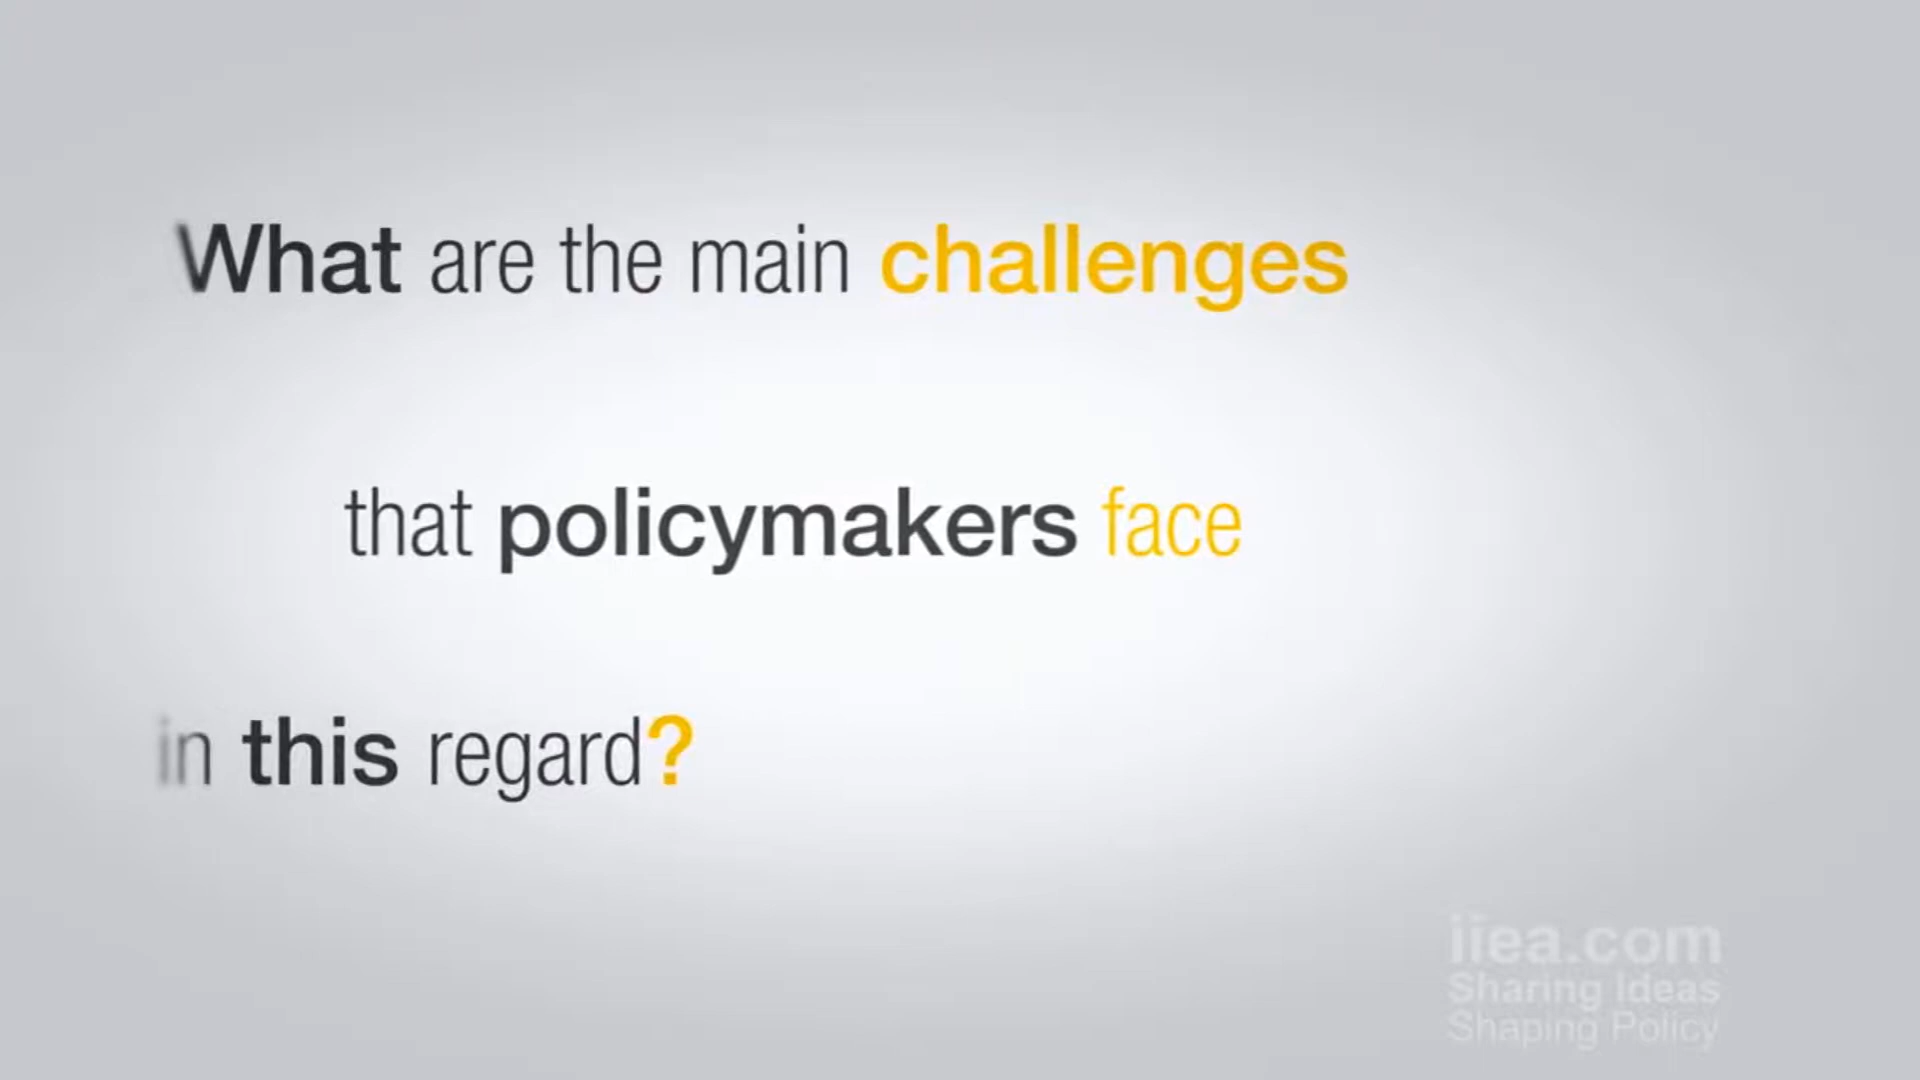 What are the main challenges
that policymakers face
in this regard?
iiea.com
Sharing Ideas
Shaping Policy